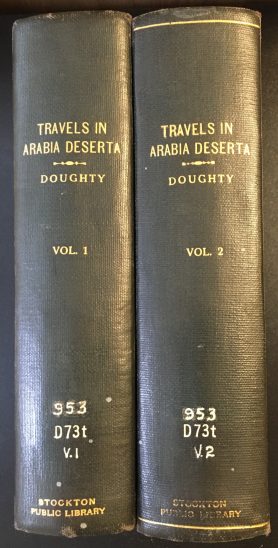 TRAVELS IN
ARABIA DESERTA
DOUGHTY
VOL. 1
953
D73t
V.1
STOCKTON
PUBLIC LIBRARY
TRAVELS IN
ARABIA DESERTA
DOUGHTY
VOL. 2
953
D73t
V.2
STOCKTON
PUBLIC LIBRARY